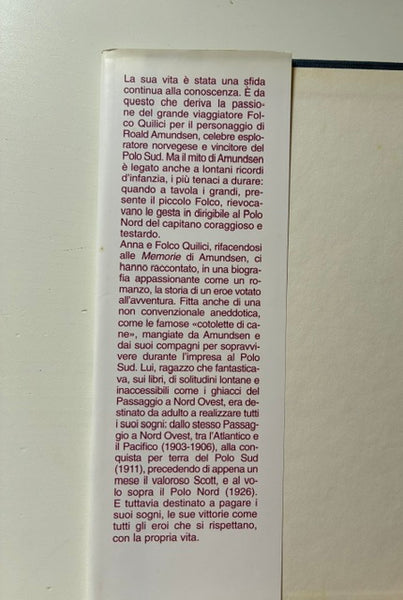 La sua vita è stata una sfida
continua alla conoscenza. È da
questo che deriva la passio-
ne del grande viaggiatore Fol-
co Quilici per il personaggio di
Roald Amundsen, celebre esplo-
ratore norvegese e vincitore del
Polo Sud. Ma il mito di Amundsen
è legato anche a lontani ricordi
d'infanzia, i più tenaci a durare:
quando a tavola i grandi, pre-
sente il piccolo Folco, rievoca-
vano le gesta in dirigibile al Polo
Nord del capitano coraggioso e
testardo.
Anna e Folco Quilici, rifacendosi
alle Memorie di Amundsen, ci
hanno raccontato, in una biogra-
fia appassionante come un ro-
manzo, la storia di un eroe votato
all'avventura. Fitta anche di una
non convenzionale aneddotica,
come le famose «cotolette di ca-
ne», mangiate da Amundsen e
dai suoi compagni per sopravvi-
vere durante l'impresa al Polo
Sud. Lui, ragazzo che fantastica-
va, sui libri, di solitudini lontane e
inaccessibili come i ghiacci del
Passaggio a Nord Ovest, era de-
stinato da adulto a realizzare tutti
i suoi sogni: dallo stesso Passag-
gio a Nord Ovest, tra l'Atlantico e
il Pacifico (1903-1906), alla con-
quista per terra del Polo Sud
(1911), precedendo di appena un
mese il valoroso Scott, e al vo-
lo sopra il Polo Nord (1926).
E tuttavia destinato a pagare i
suoi sogni, le sue vittorie come
tutti gli eroi che si rispettano,
con la propria vita.